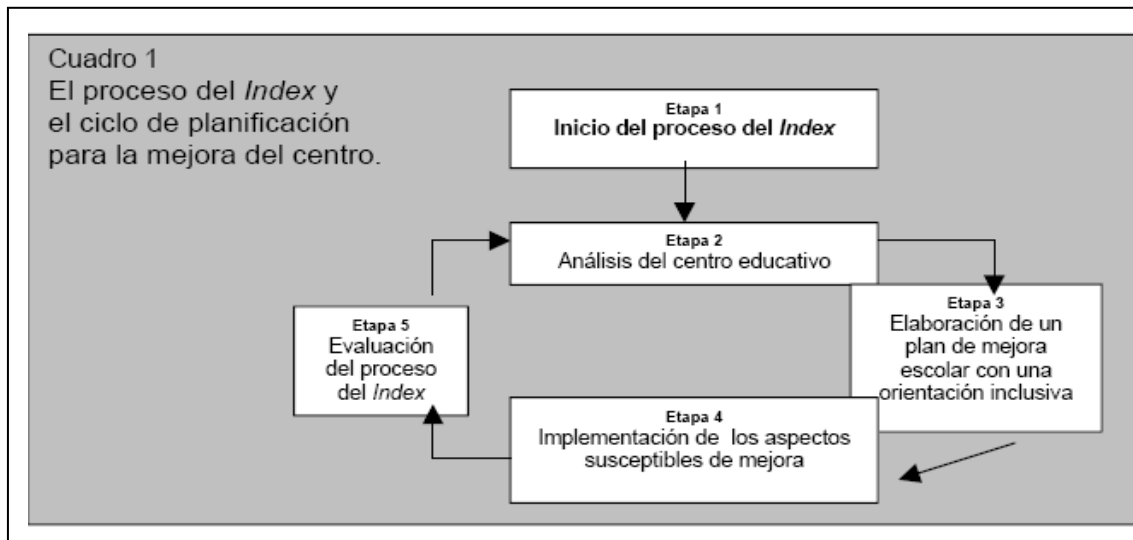 Cuadro 1
El proceso del Index y
el ciclo de planificación
para la mejora del centro.
Etapa 1
Inicio del proceso del Index
Etapa 2
Análisis del centro educativo
Etapa 3
Elaboración de un
plan de mejora
escolar con una
orientación inclusiva
Etapa 4
Implementación de los aspectos
susceptibles de mejora
Etapa 5
Evaluación
del proceso
del Index